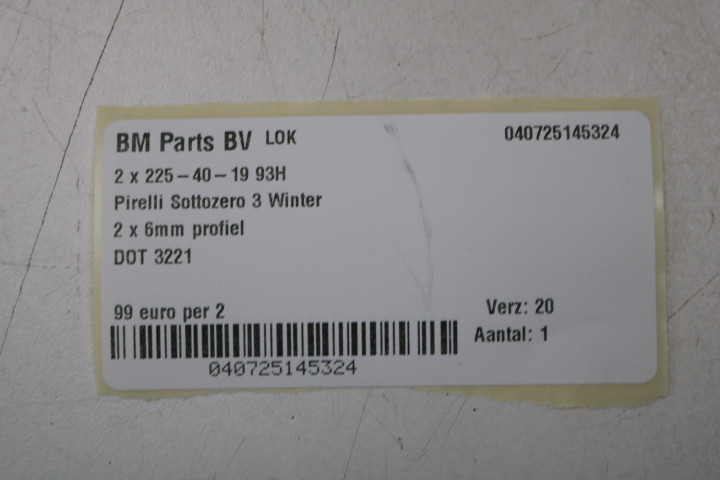 BM Parts BV LOK 040725145324
2 x 225-40-19 93H
Pirelli Sottozero 3 Winter
2 x 6mm profiel
DOT 3221
99 euro per 2 Verz: 20
Aantal: 1
040725145324